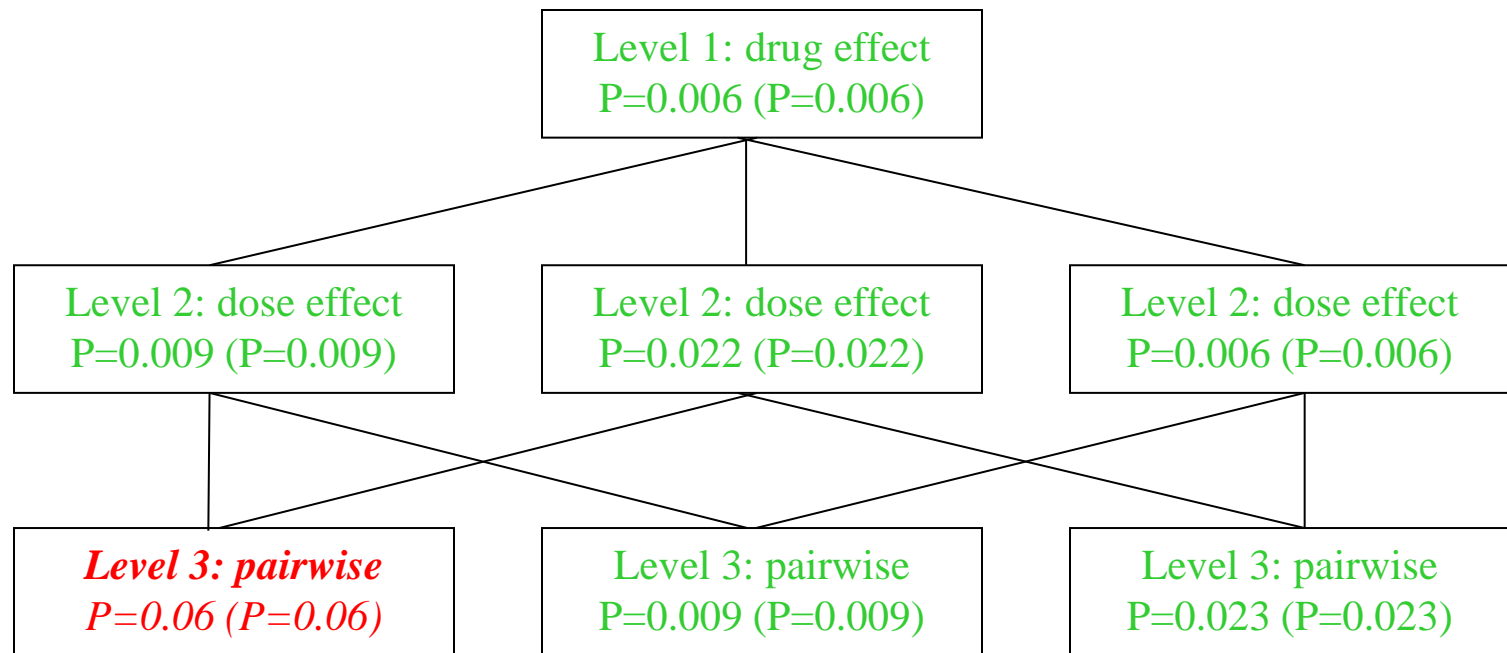 Level 1: drug effect
P=0.006 (P=0.006)
Level 2: dose effect
P=0.009 (P=0.009)
Level 2: dose effect
P=0.022 (P=0.022)
Level 2: dose effect
P=0.006 (P=0.006)
Level 3: pairwise
P=0.06 (P=0.06)
Level 3: pairwise
P=0.009 (P=0.009)
Level 3: pairwise
P=0.023 (P=0.023)